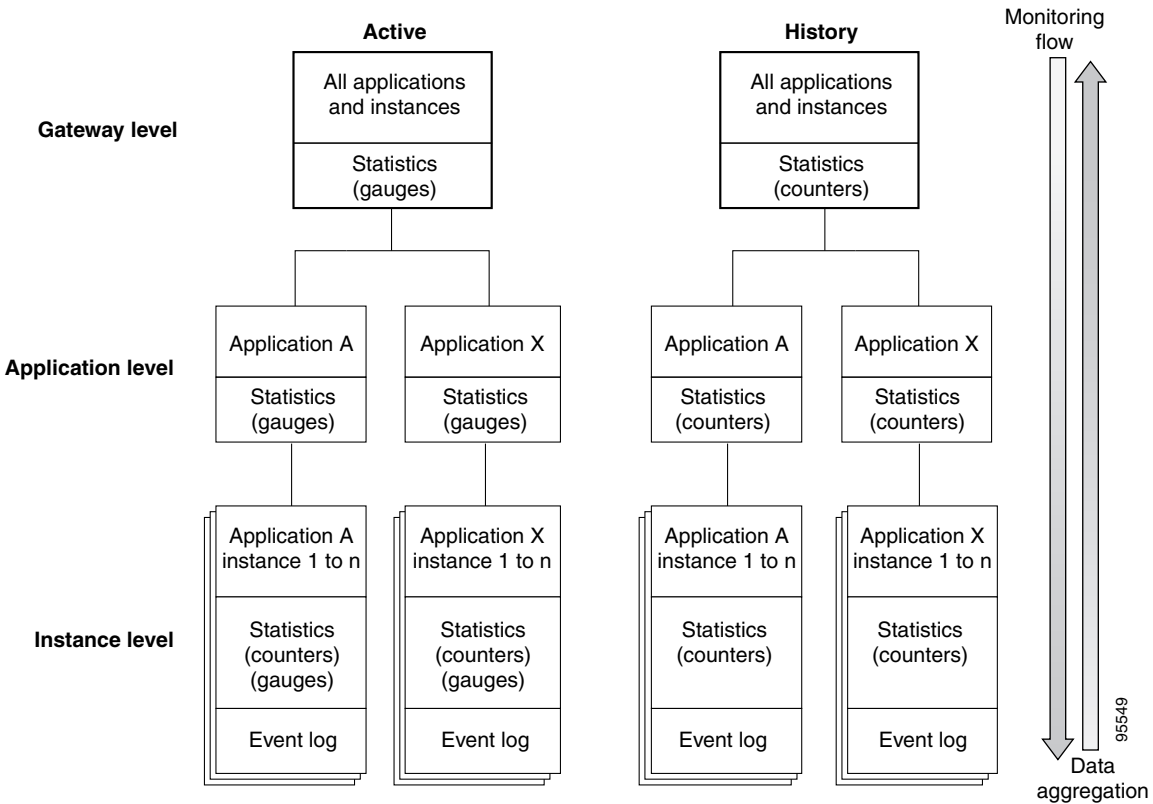 Active
History
Monitoring
flow
All applications
and instances
Statistics
(gauges)
All applications
and instances
Statistics
(counters)
Gateway level
Application A
Statistics
(gauges)
Application X
Statistics
(gauges)
Application A
Statistics
(counters)
Application X
Statistics
(counters)
Application level
Application A
instance 1 to n
Statistics
(counters)
(gauges)
Event log
Application X
instance 1 to n
Statistics
(counters)
(gauges)
Event log
Application A
instance 1 to n
Statistics
(counters)
Event log
Application X
instance 1 to n
Statistics
(counters)
Event log
Instance level
95549
Data
aggregation